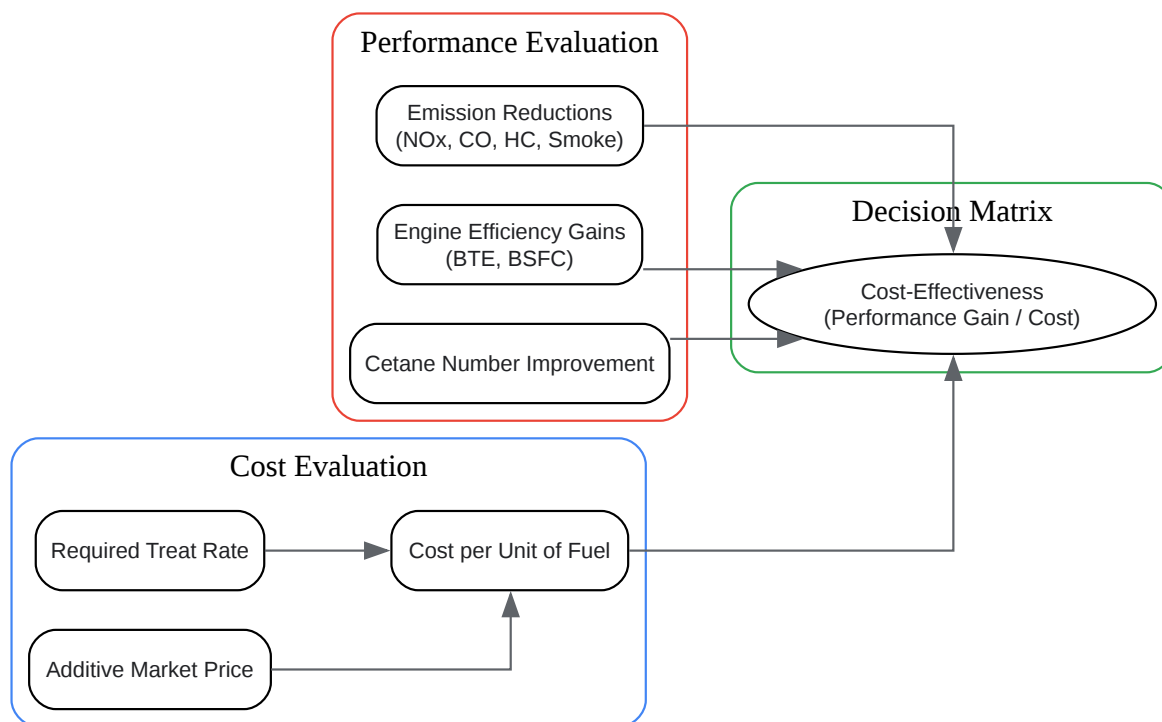 Performance Evaluation
Emission Reductions
(NOx, CO, HC, Smoke)
Engine Efficiency Gains
(BTE, BSFC)
Cetane Number Improvement
Decision Matrix
Cost-Effectiveness
(Performance Gain / Cost)
Cost Evaluation
Required Treat Rate
Cost per Unit of Fuel
Additive Market Price